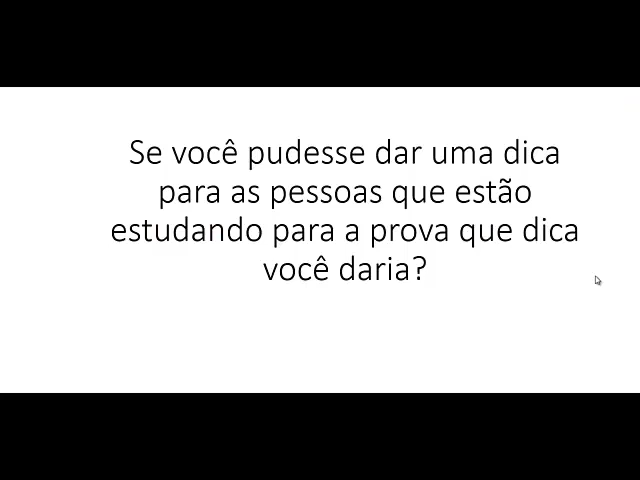 Se você pudesse dar uma dica
para as pessoas que estão
estudando para a prova que dica
você daria?